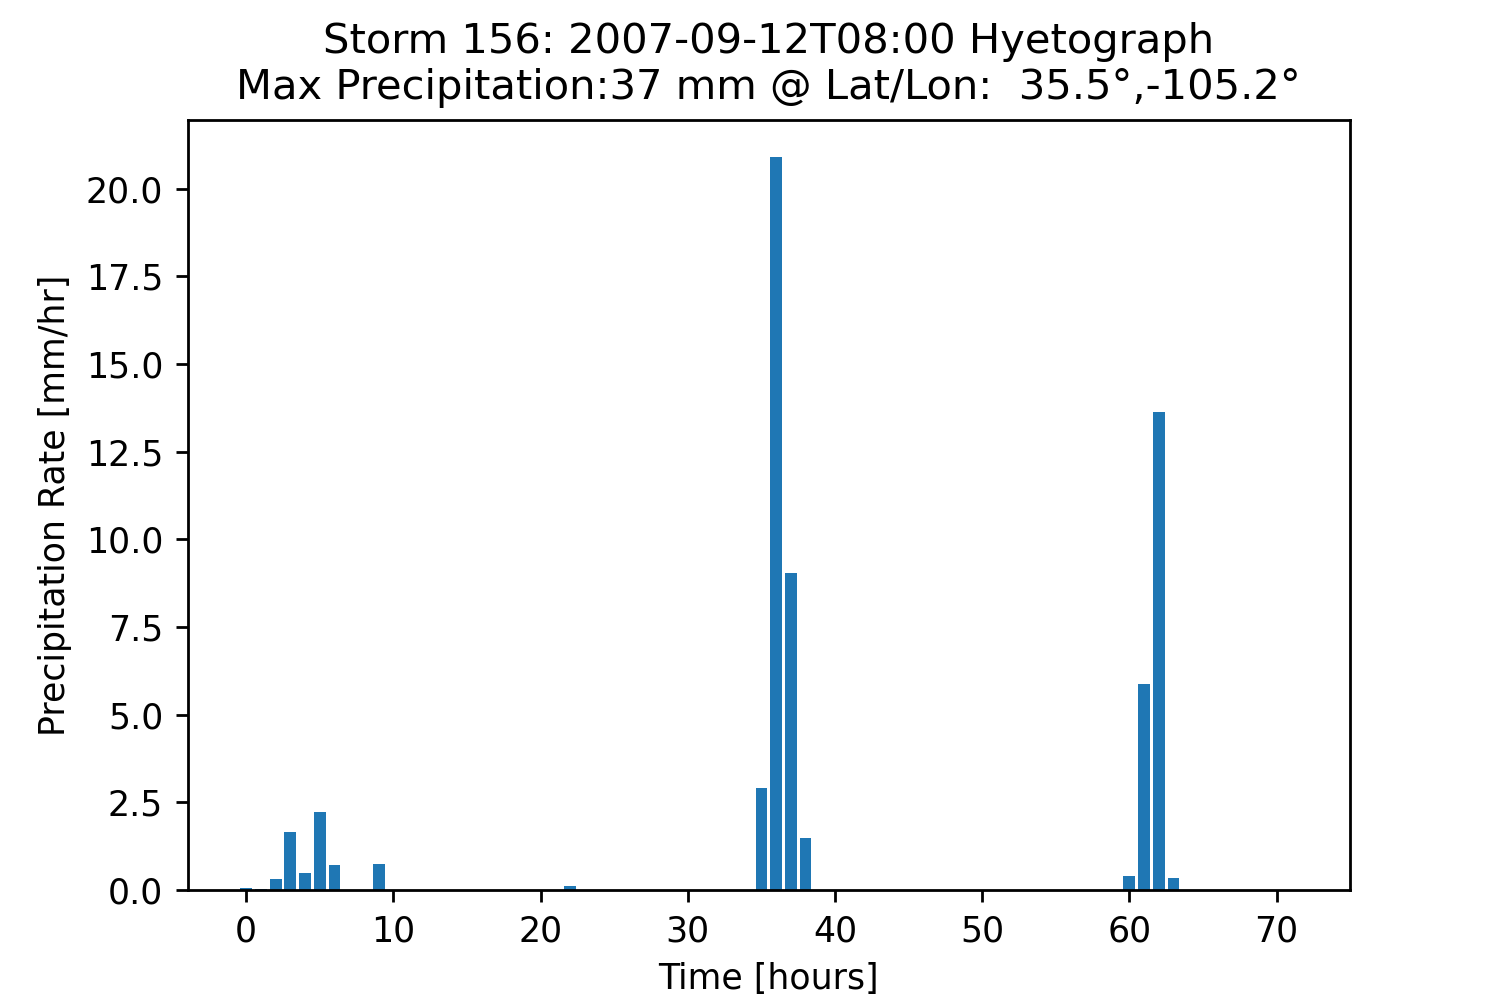 Storm 156: 2007-09-12T08:00 Hyetograph
Max Precipitation:37 mm @ Lat/Lon:  35.5°,-105.2°
20.0
17.5
15.0
12.5
10.0
7.5
5.0
2.5
0.0
Precipitation Rate [mm/hr]
0 10 20 30 40 50 60 70
Time [hours]